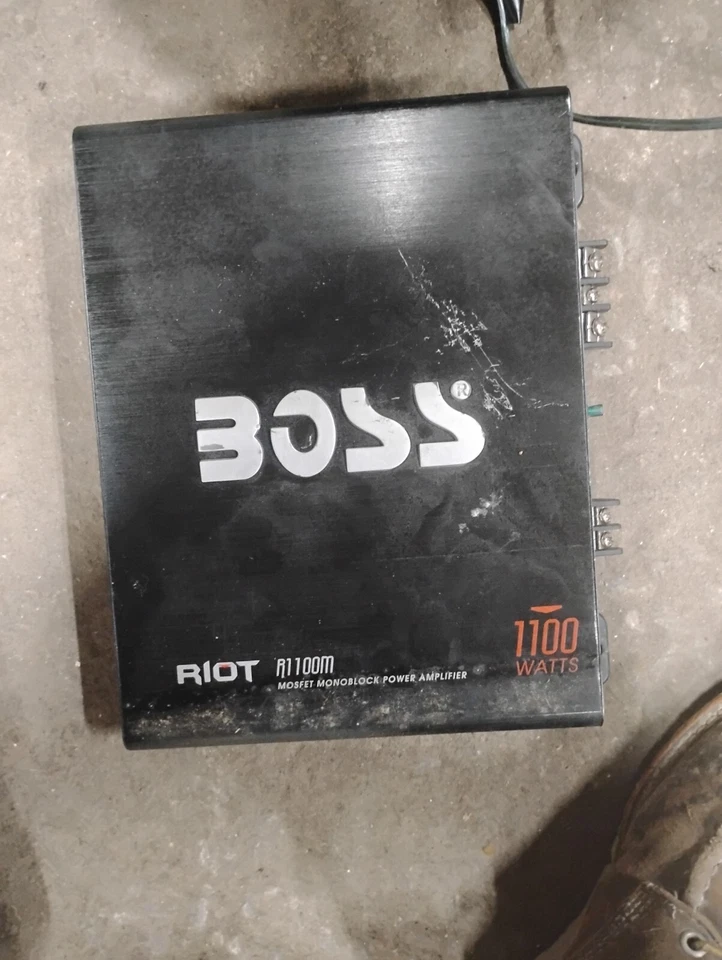 BOSS®
RIOT R1100M
MOSFET MONOBLOCK POWER AMPLIFIER
1100
WATTS